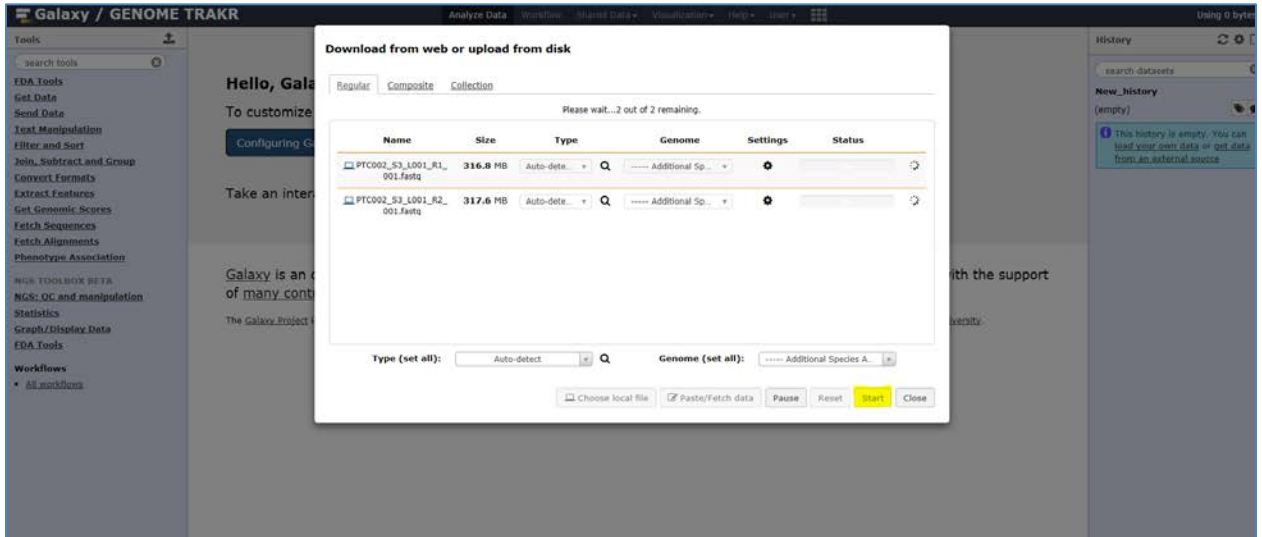 Galaxy / GENOME TRAKR
Analyze Data Workflow Shared Data Visualization Help User
Using 0 bytes
Tools
search tools
FDA Tools
Get Data
Send Data
Text Manipulation
Filter and Sort
Join, Subtract and Group
Convert Formats
Extract Features
Get Genomic Scores
Fetch Sequences
Fetch Alignments
Phenotype Association
NGS TOOLBOX BETA
NGS: QC and manipulation
Statistics
Graph/Display Data
FDA Tools
Workflows
All workflows
Hello, Gala
To customize
Configuring Ga
Take an inter
Galaxy is an
of many cont
The Galaxy Project
ith the support
iversity.
Download from web or upload from disk
Regular Composite Collection
Please wait...2 out of 2 remaining.
Name Size Type Genome Settings Status
PTC002_S3_L001_R1_ 316.8 MB Auto-dete... ----- Additional Sp...
001.fastq
PTC002_S3_L001_R2_ 317.6 MB Auto-dete... ----- Additional Sp...
001.fastq
Type (set all): Auto-detect Genome (set all): ----- Additional Species A...
Choose local file Paste/Fetch data Pause Reset Start Close
History
search datasets
New_history
(empty)
This history is empty. You can
load your own data or get data
from an external source